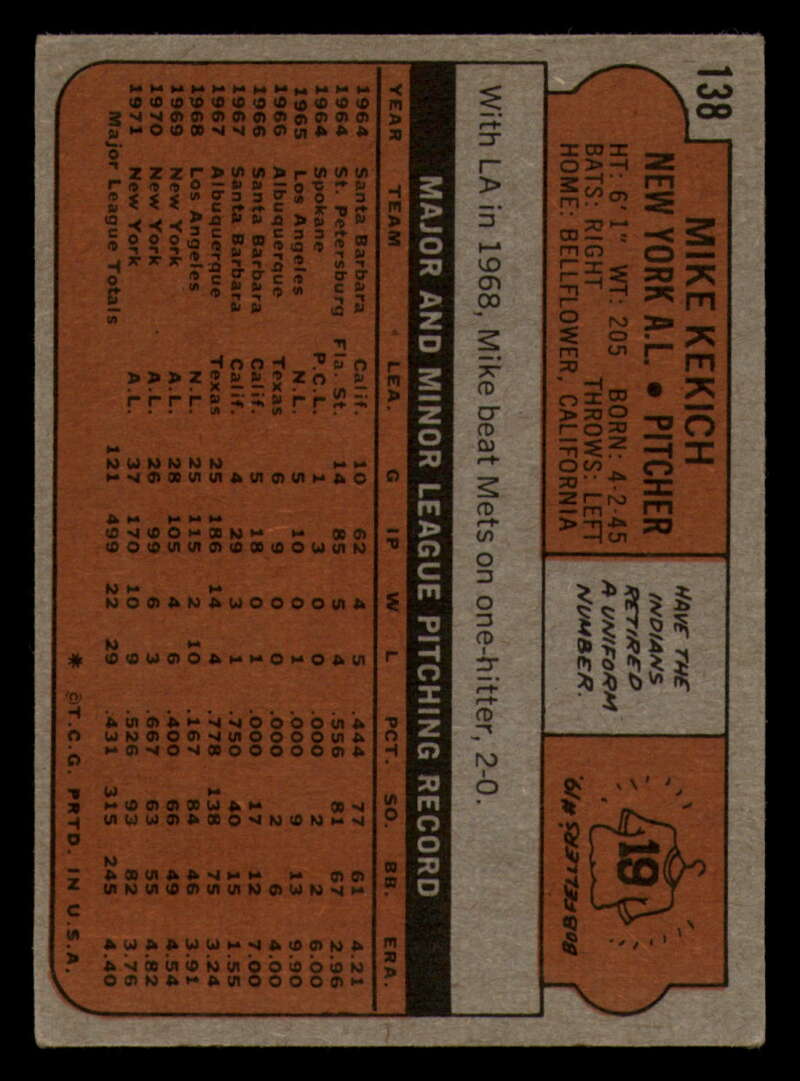 138
MIKE KEKICH
NEW YORK A.L. • PITCHER
HT: 6'1" WT: 205 BORN: 4-2-45
BATS: RIGHT THROWS: LEFT
HOME: BELLFLOWER, CALIFORNIA
HAVE THE
INDIANS
RETIRED
A UNIFORM
NUMBER.
19
BOB FELLER'S #19.
With LA in 1968, Mike beat Mets on one-hitter, 2-0.
MAJOR AND MINOR LEAGUE PITCHING RECORD
YEAR TEAM LEA. G IP W L PCT. SO. BB. ERA.
1964 Santa Barbara Calif. 10 62 4 5 .444 77 61 4.21
1964 St. Petersburg Fla. St. 14 85 5 4 .556 81 67 2.96
1964 Spokane P.C.L. 1 3 0 0 .000 2 2 6.00
1965 Los Angeles N.L. 5 10 0 1 .000 9 13 9.90
1966 Albuquerque Texas 6 9 0 0 .000 2 6 4.00
1966 Santa Barbara Calif. 5 18 0 1 .000 17 12 7.00
1967 Santa Barbara Calif. 4 29 3 1 .750 40 15 1.55
1967 Albuquerque Texas 25 186 14 4 .778 138 75 3.24
1968 Los Angeles N.L. 25 115 2 10 .167 84 46 3.91
1969 New York A.L. 28 105 4 6 .400 66 49 4.54
1970 New York A.L. 26 99 6 3 .667 63 55 4.82
1971 New York A.L. 37 170 10 9 .526 93 82 3.76
Major League Totals 121 499 22 29 .431 315 245 4.40
* ©T.C.G. PRTD. IN U.S.A.